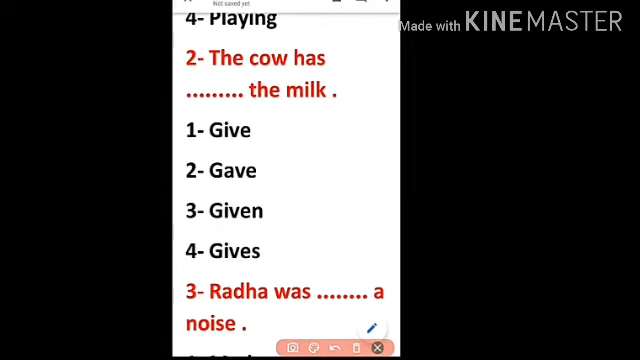 Not saved yet
4- Playing
Made with KINEMASTER
2- The cow has
......... the milk .
1- Give
2- Gave
3- Given
4- Gives
3- Radha was ........ a
noise .